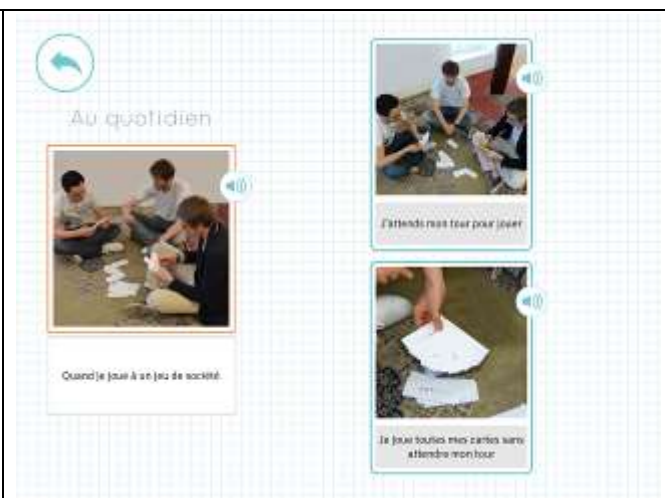 Au quotidien
Quand je joue à un jeu de société
J'attends mon tour pour jouer
Je joue toutes mes cartes sans
attendre mon tour